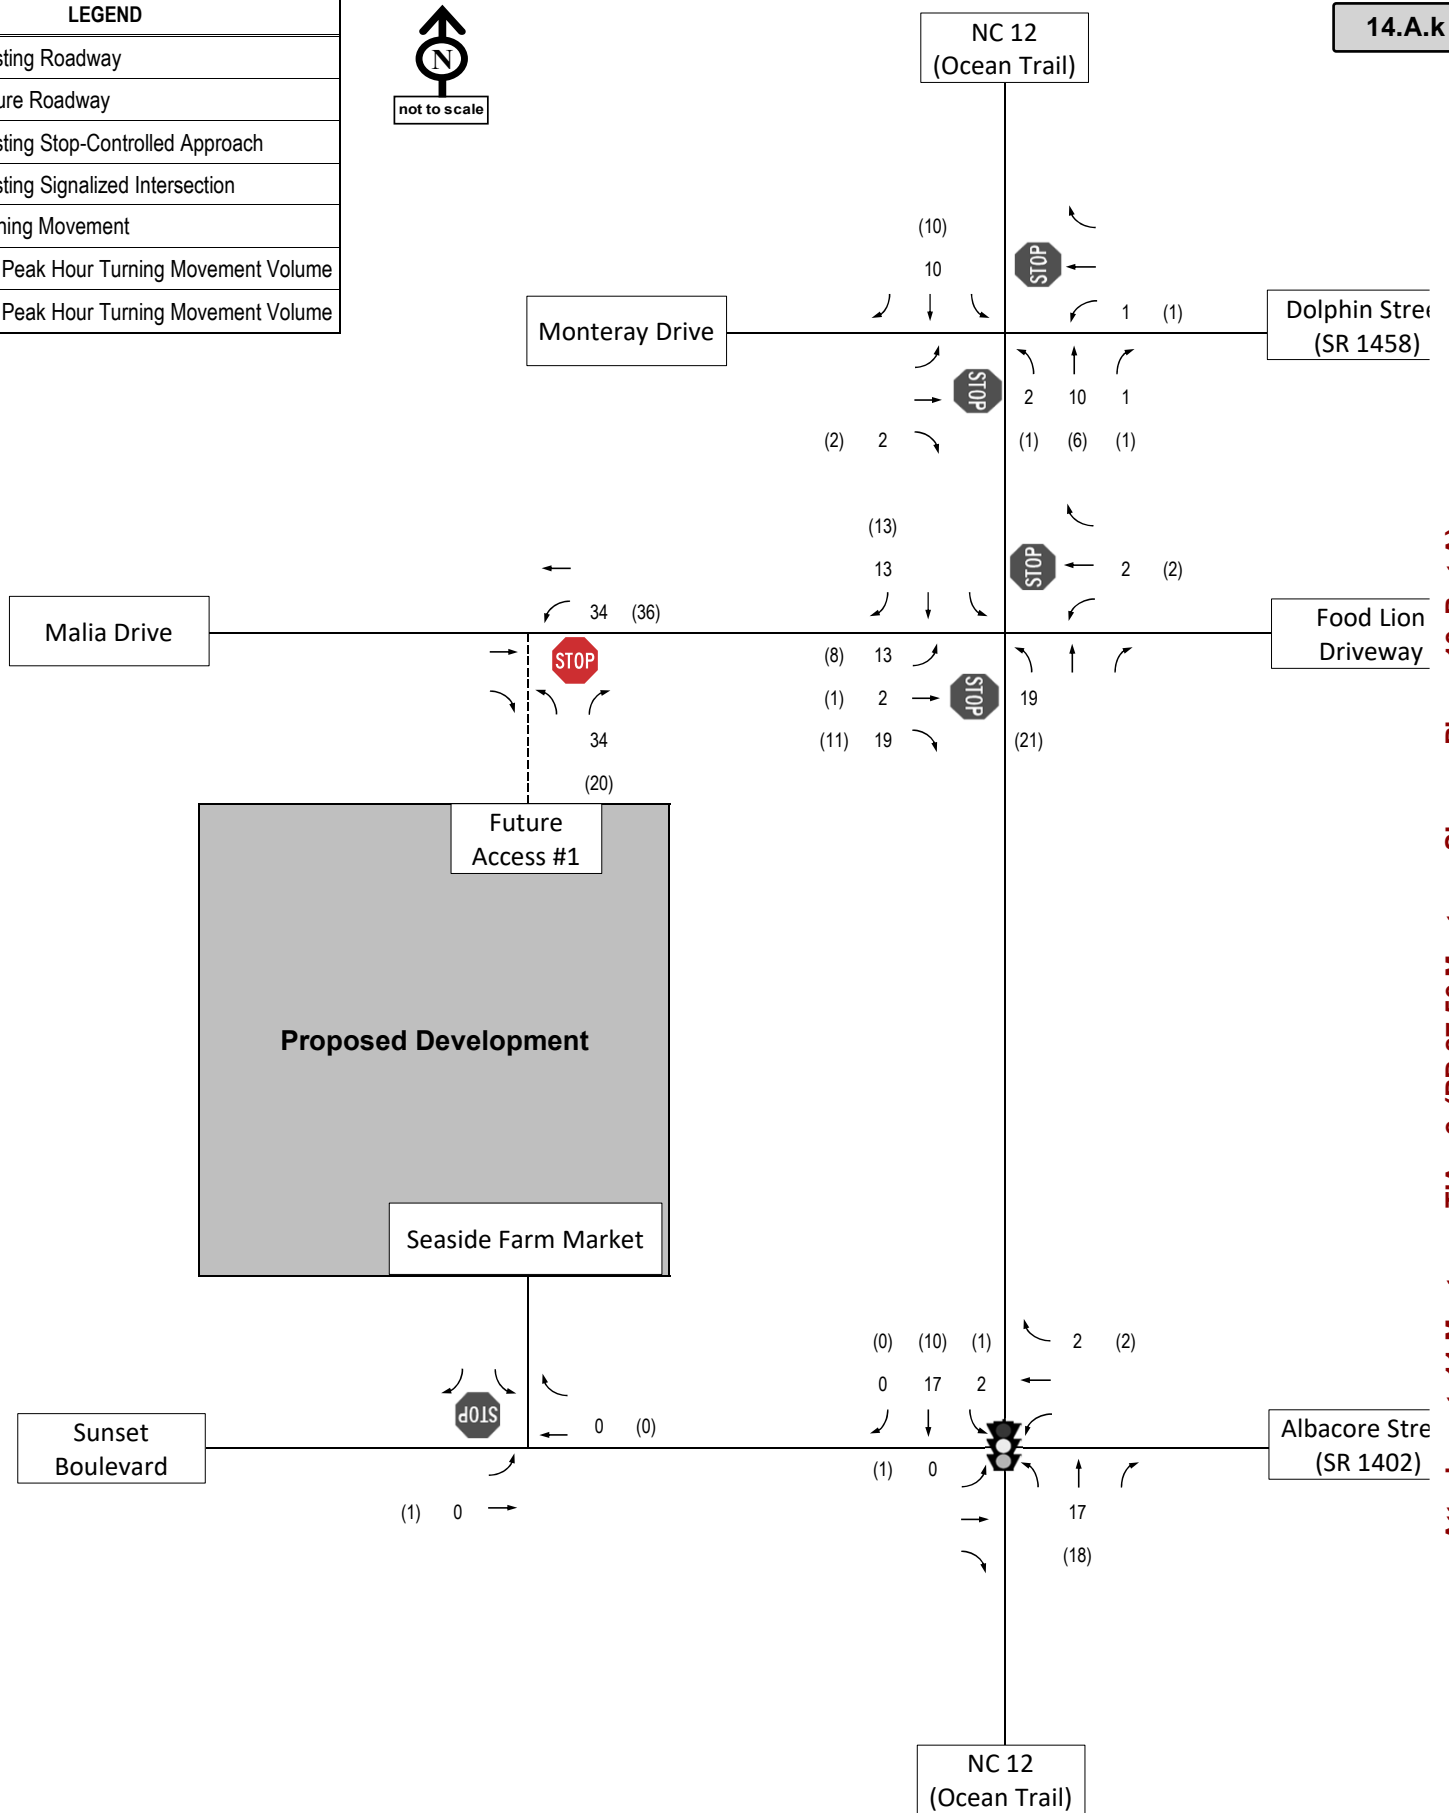 LEGEND
sting Roadway
ure Roadway
sting Stop-Controlled Approach
sting Signalized Intersection
ning Movement
Peak Hour Turning Movement Volume
Peak Hour Turning Movement Volume
N
not to scale
NC 12
(Ocean Trail)
14.A.k
(10)
10
STOP
Monteray Drive
1 (1)
Dolphin Stree
(SR 1458)
STOP
2 10 1
(2) 2
(1) (6) (1)
(13)
13
STOP
2 (2)
Malia Drive
34 (36)
Food Lion
Driveway
STOP
(8) 13
(1) 2
STOP
19
34
(11) 19
(21)
(20)
Future
Access #1
Proposed Development
Seaside Farm Market
(0) (10) (1)
2 (2)
0 17 2
STOP
Sunset
Boulevard
0 (0)
Albacore Stre
(SR 1402)
(1) 0
(1) 0
17
(18)
NC 12
(Ocean Trail)